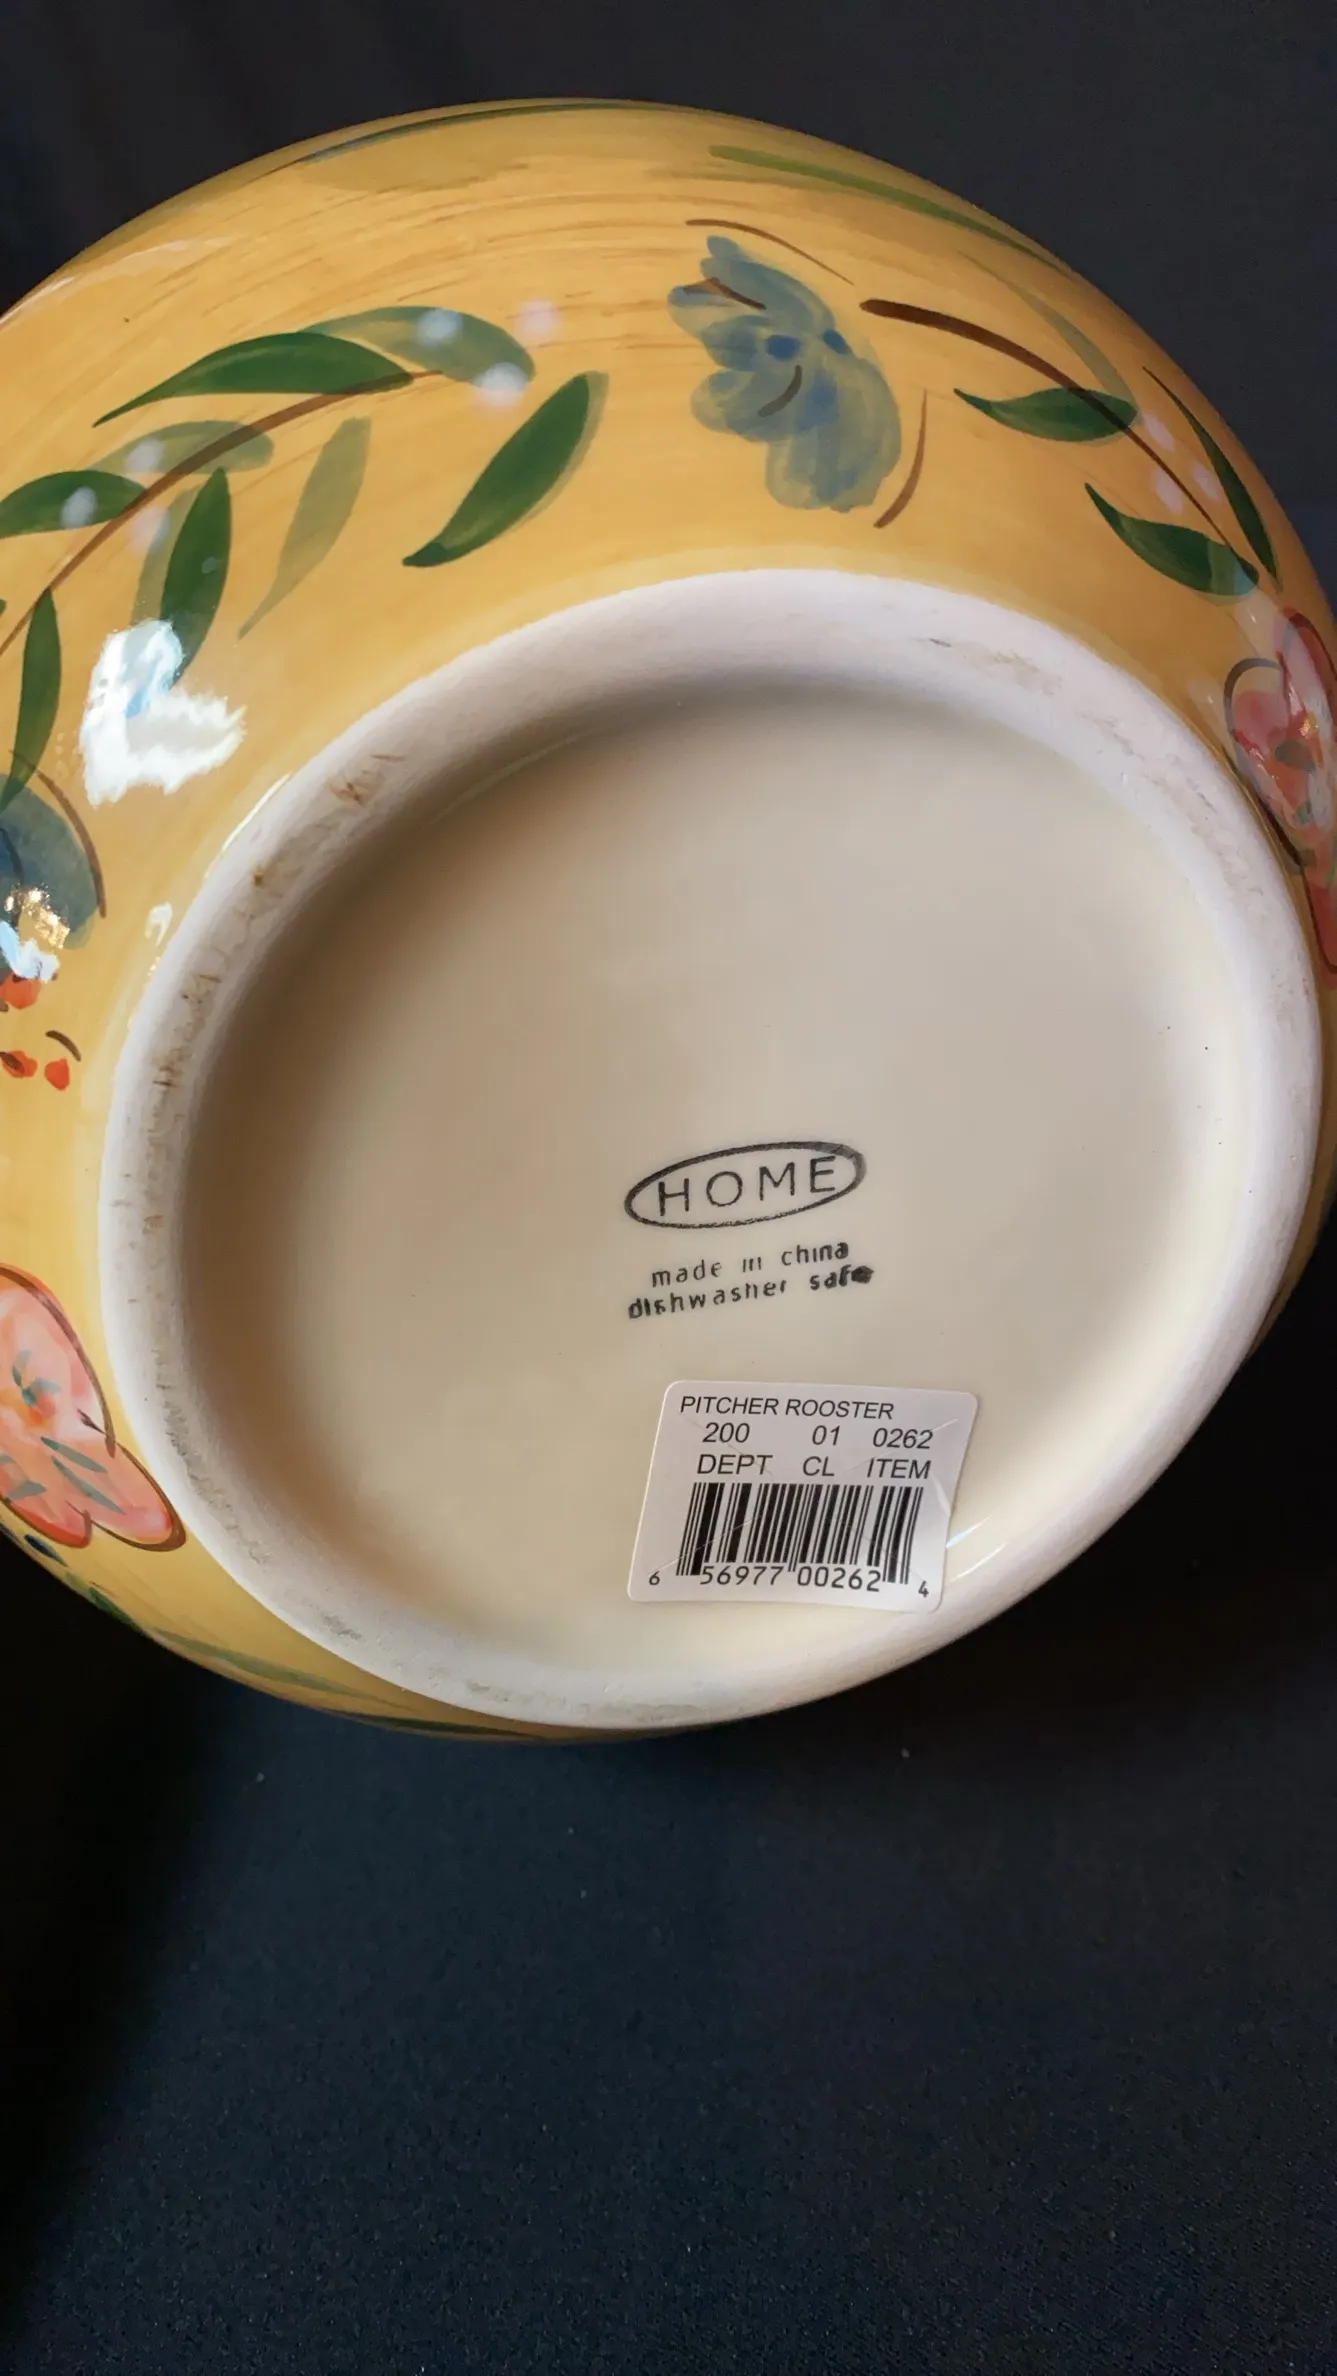 HOME
made in china
dishwasher safe
PITCHER ROOSTER
200 01 0262
DEPT CL ITEM
6 56977 00262 4